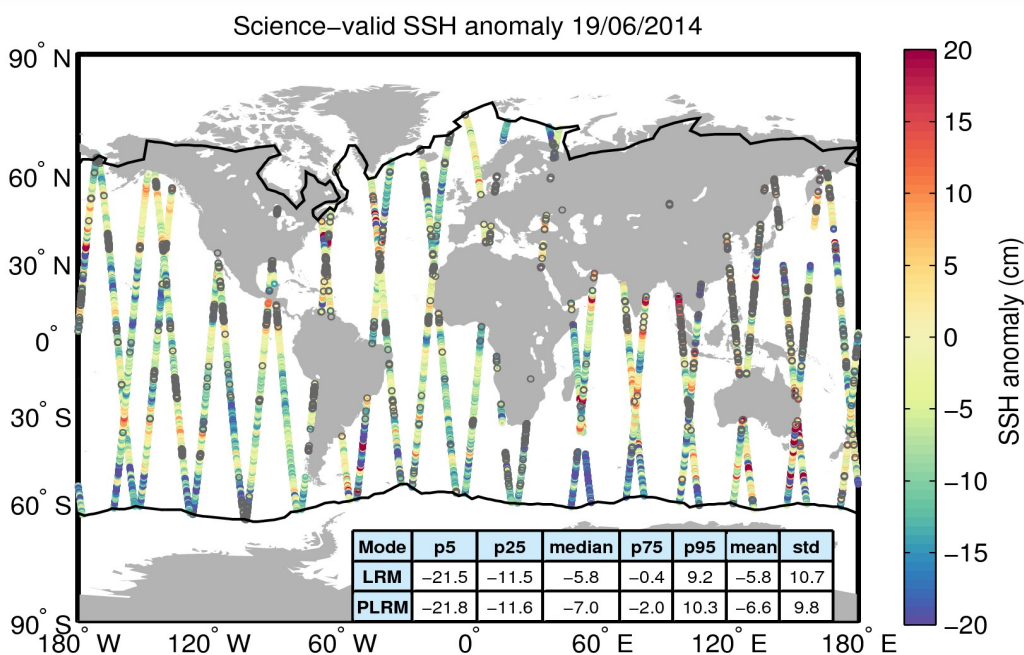 Science−valid SSH anomaly 19/06/2014
90° N
60° N
30° N
0°
30° S
60° S
90° S
180° W
120° W
60° W
0°
60° E
120° E
180° E
20
15
10
5
0
−5
−10
−15
−20
SSH anomaly (cm)
Mode p5 p25 median p75 p95 mean std
LRM −21.5 −11.5 −5.8 −0.4 9.2 −5.8 10.7
PLRM −21.8 −11.6 −7.0 −2.0 10.3 −6.6 9.8